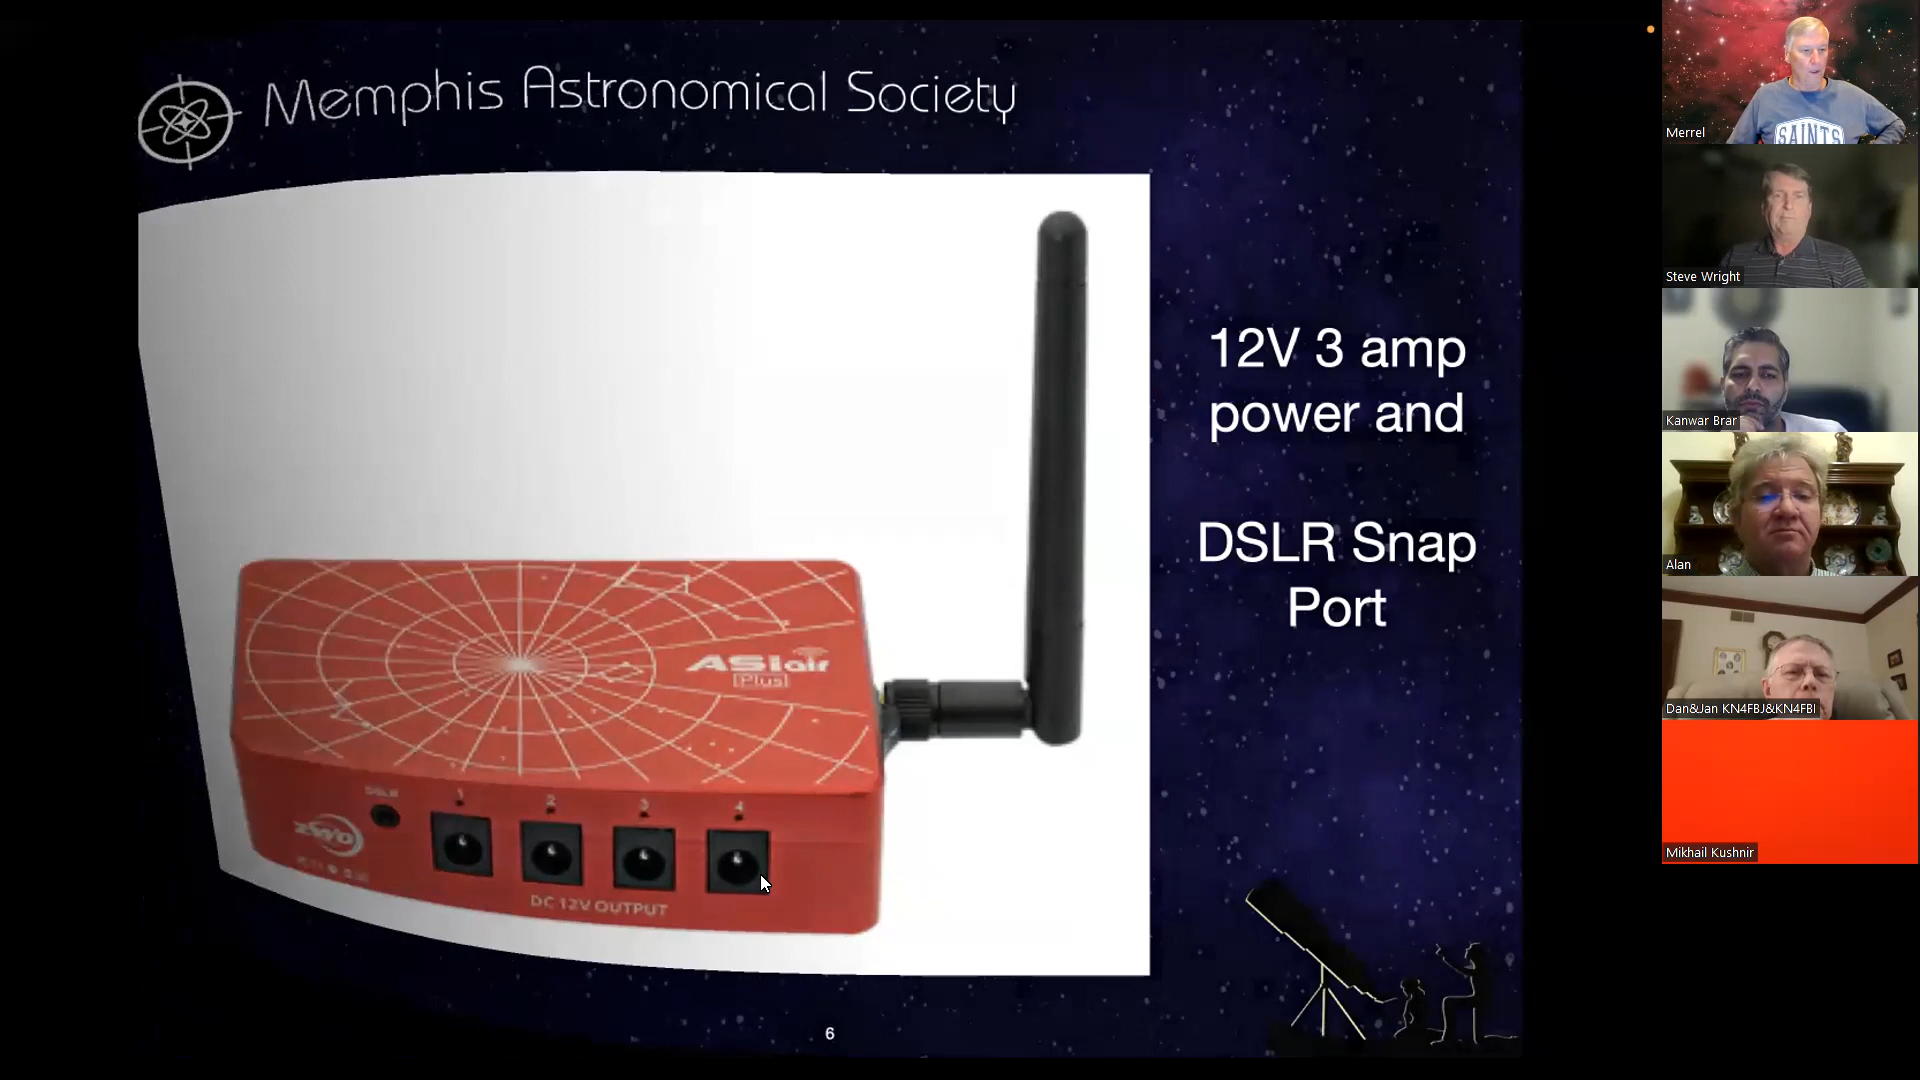 Memphis Astronomical Society
12V 3 amp
power and
DSLR Snap
Port
ASIair
Plus
DSLR
1
2
3
4
ZWO
DC 12V OUTPUT
6
Merrel
SAINTS
Steve Wright
Kanwar Brar
Alan
Dan&Jan KN4FBJ&KN4FBI
Mikhail Kushnir